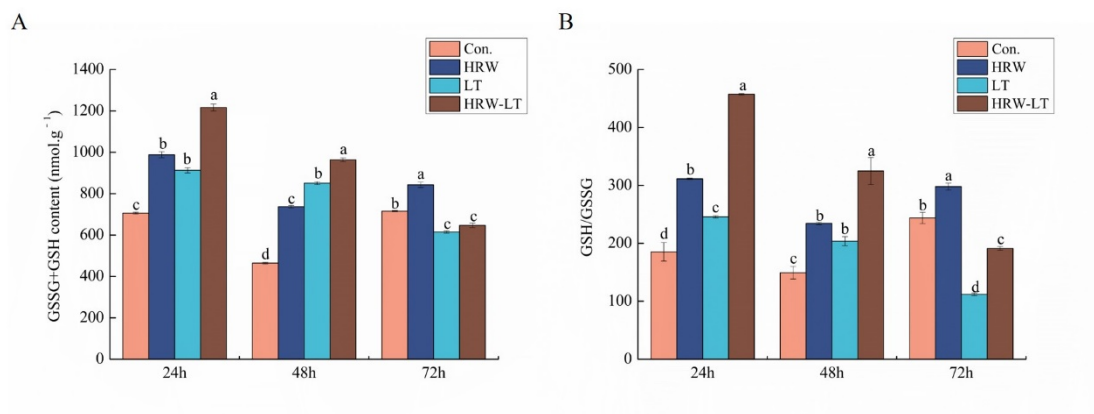 A
Con.
HRW
LT
HRW-LT
GSSG+GSH content (nmol.g⁻¹)
1400
1200
1000
800
600
400
200
0
c
b
b
a
d
c
b
a
b
a
c
c
24h
48h
72h
B
Con.
HRW
LT
HRW-LT
GSH/GSSG
500
400
300
200
100
0
d
b
c
a
c
b
b
a
b
a
d
c
24h
48h
72h